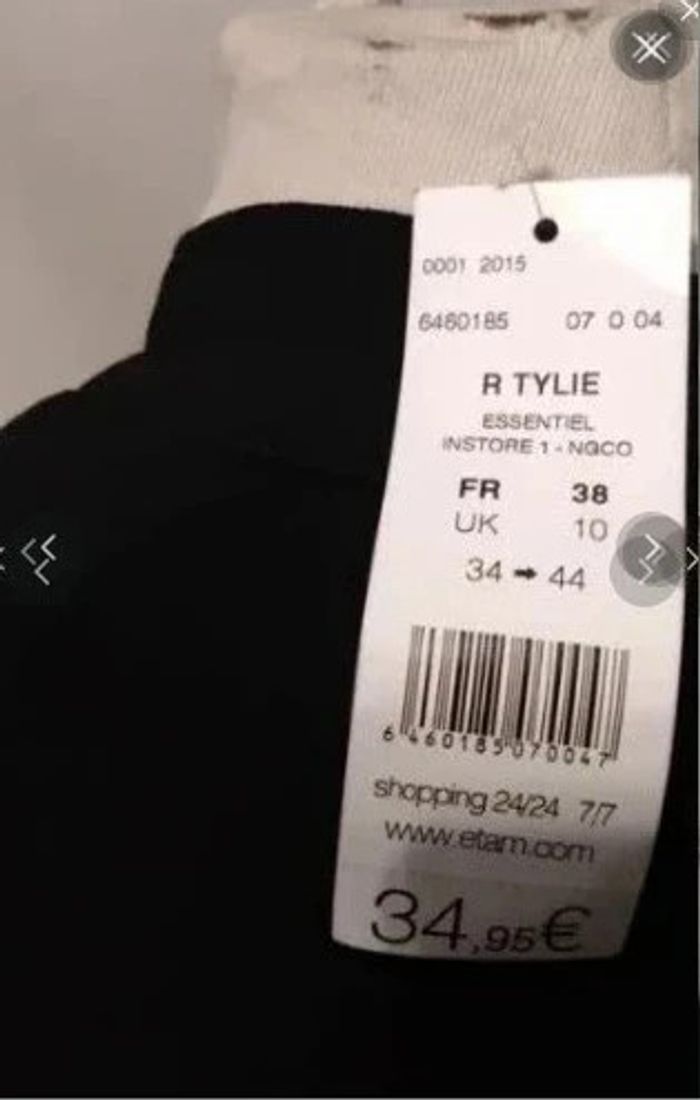 0001 2015
6460185 07 0 04
R TYLIE
ESSENTIEL
INSTORE 1 - NGCO
FR 38
UK 10
34 ➡ 44
6 460185 070047
shopping 24/24 7/7
www.etam.com
34,95€